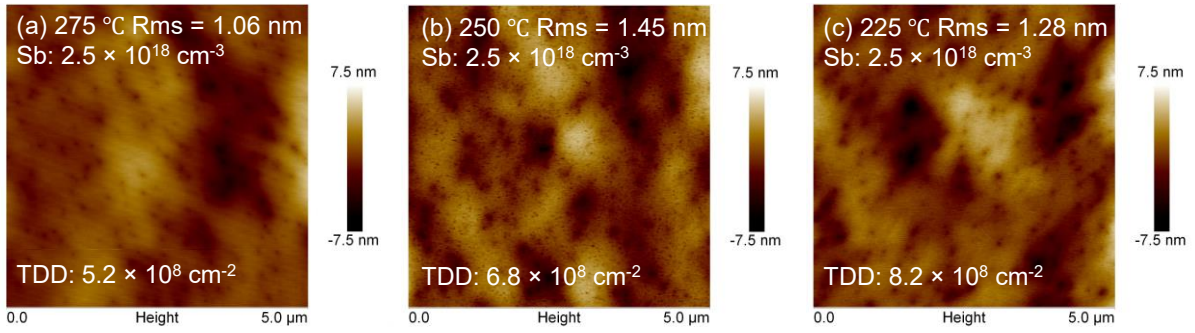 (a) 275 ℃ Rms = 1.06 nm
Sb: 2.5 × 10¹⁸ cm⁻³
TDD: 5.2 × 10⁸ cm⁻²
7.5 nm
-7.5 nm
0.0 Height 5.0 µm
(b) 250 ℃ Rms = 1.45 nm
Sb: 2.5 × 10¹⁸ cm⁻³
TDD: 6.8 × 10⁸ cm⁻²
7.5 nm
-7.5 nm
0.0 Height 5.0 µm
(c) 225 ℃ Rms = 1.28 nm
Sb: 2.5 × 10¹⁸ cm⁻³
TDD: 8.2 × 10⁸ cm⁻²
7.5 nm
-7.5 nm
0.0 Height 5.0 µm